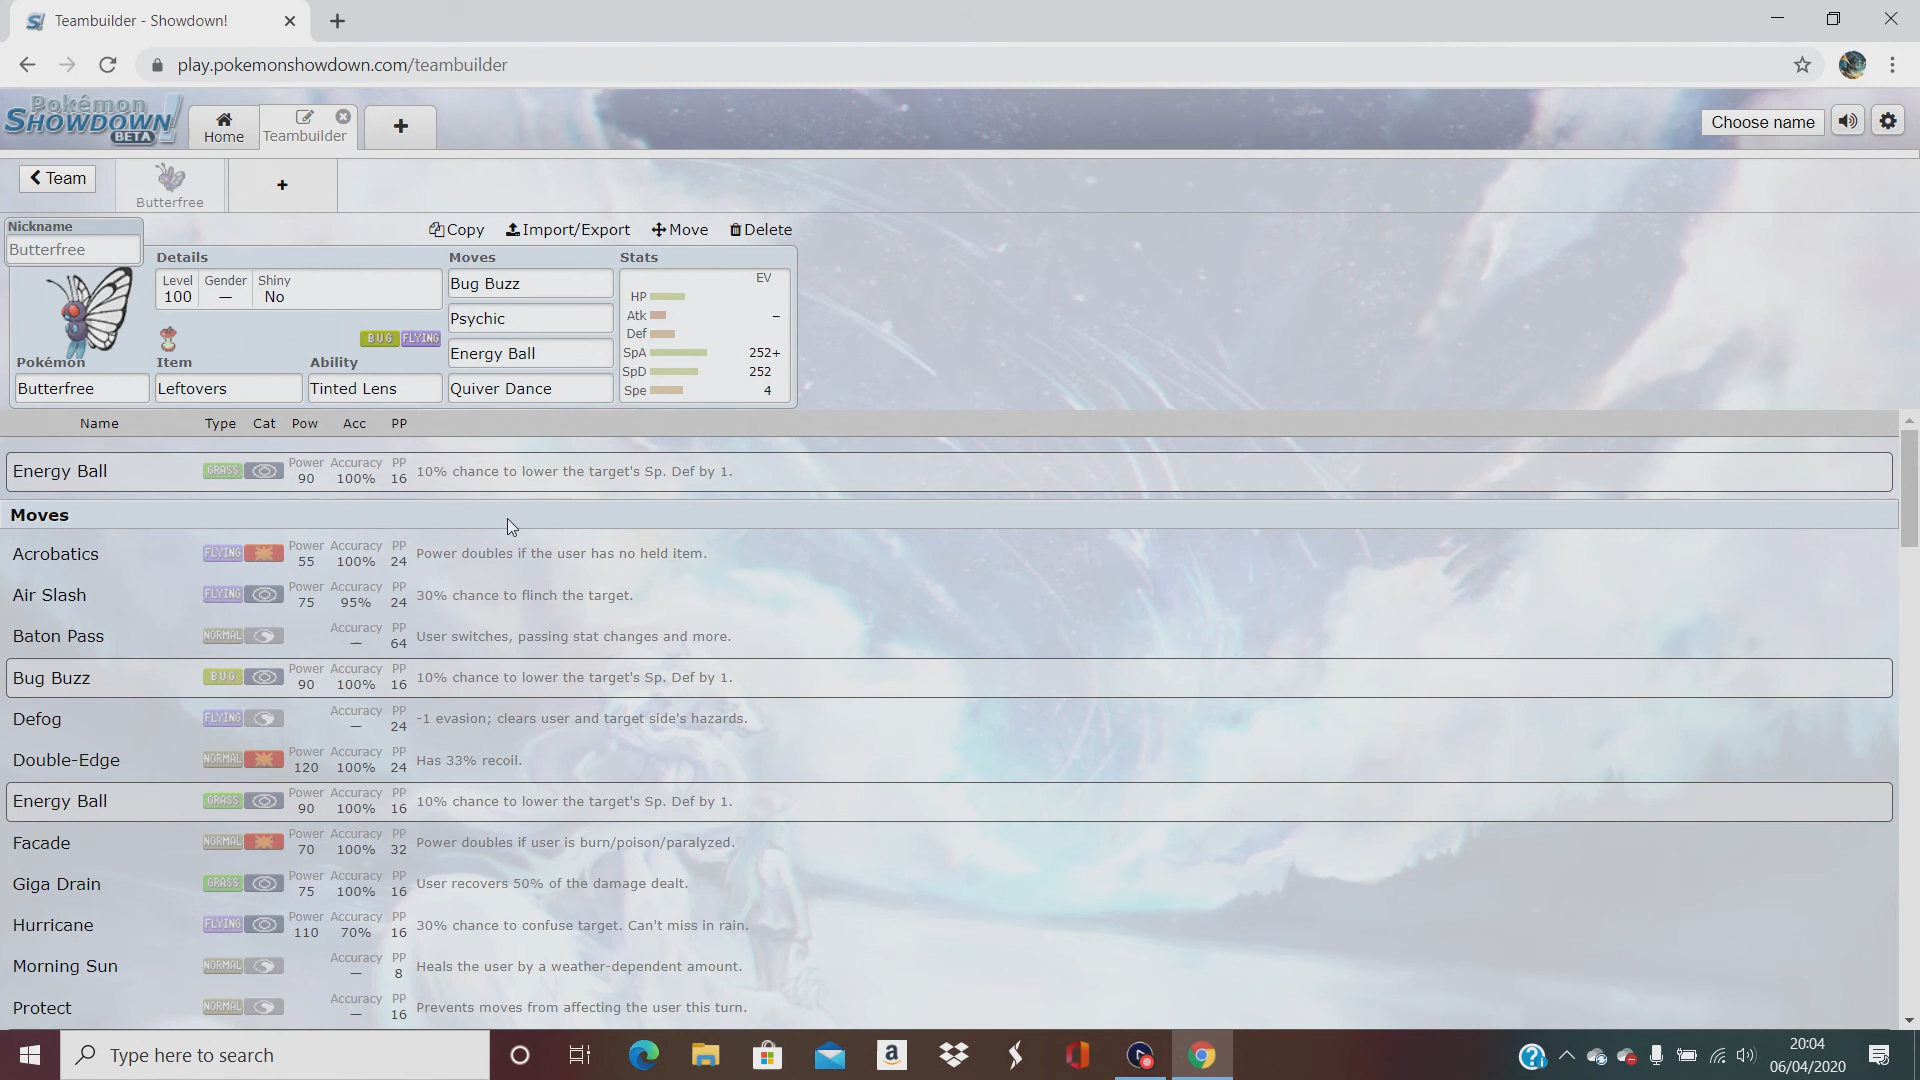 Teambuilder - Showdown!
play.pokemonshowdown.com/teambuilder
Pokémon
SHOWDOWN!
BETA
Home
Teambuilder
Choose name
Team
Butterfree
Nickname
Butterfree
Copy
Import/Export
Move
Delete
Details
Moves
Stats
Level
Gender
Shiny
100
—
No
Bug Buzz
EV
HP
Psychic
Atk –
Def
BUG FLYING
Energy Ball
SpA 252+
Pokémon
Item
Ability
SpD 252
Butterfree
Leftovers
Tinted Lens
Quiver Dance
Spe 4
Name Type Cat Pow Acc PP
Energy Ball GRASS Power 90 Accuracy 100% PP 16 10% chance to lower the target's Sp. Def by 1.
Moves
Acrobatics FLYING Power 55 Accuracy 100% PP 24 Power doubles if the user has no held item.
Air Slash FLYING Power 75 Accuracy 95% PP 24 30% chance to flinch the target.
Baton Pass NORMAL Accuracy — PP 64 User switches, passing stat changes and more.
Bug Buzz BUG Power 90 Accuracy 100% PP 16 10% chance to lower the target's Sp. Def by 1.
Defog FLYING Accuracy — PP 24 -1 evasion; clears user and target side's hazards.
Double-Edge NORMAL Power 120 Accuracy 100% PP 24 Has 33% recoil.
Energy Ball GRASS Power 90 Accuracy 100% PP 16 10% chance to lower the target's Sp. Def by 1.
Facade NORMAL Power 70 Accuracy 100% PP 32 Power doubles if user is burn/poison/paralyzed.
Giga Drain GRASS Power 75 Accuracy 100% PP 16 User recovers 50% of the damage dealt.
Hurricane FLYING Power 110 Accuracy 70% PP 16 30% chance to confuse target. Can't miss in rain.
Morning Sun NORMAL Accuracy — PP 8 Heals the user by a weather-dependent amount.
Protect NORMAL Accuracy — PP 16 Prevents moves from affecting the user this turn.
Type here to search
20:04
06/04/2020